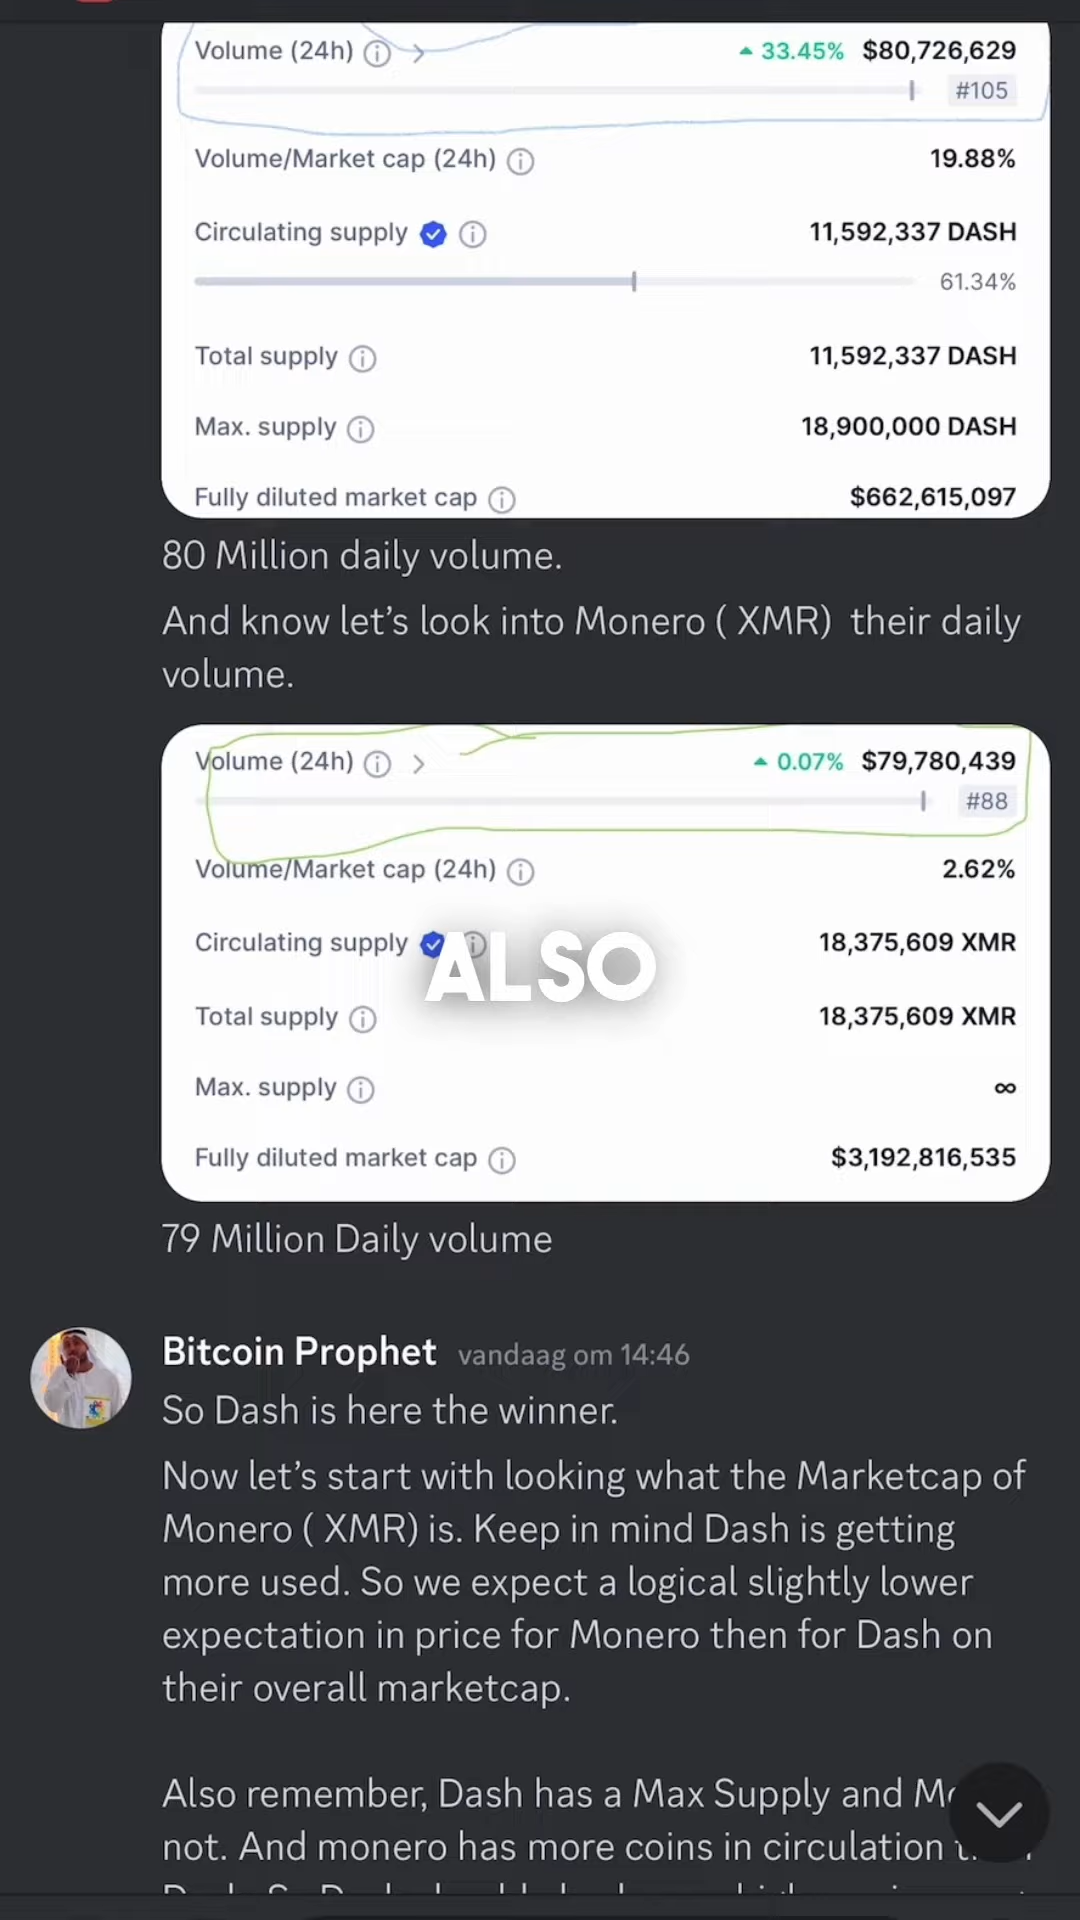 Volume (24h) 33.45% $80,726,629
#105
Volume/Market cap (24h) 19.88%
Circulating supply 11,592,337 DASH
61.34%
Total supply 11,592,337 DASH
Max. supply 18,900,000 DASH
Fully diluted market cap $662,615,097
80 Million daily volume.
And know let's look into Monero ( XMR) their daily
volume.
Volume (24h) 0.07% $79,780,439
#88
Volume/Market cap (24h) 2.62%
Circulating supply 18,375,609 XMR
ALSO
Total supply 18,375,609 XMR
Max. supply ∞
Fully diluted market cap $3,192,816,535
79 Million Daily volume
Bitcoin Prophet vandaag om 14:46
So Dash is here the winner.
Now let's start with looking what the Marketcap of
Monero ( XMR) is. Keep in mind Dash is getting
more used. So we expect a logical slightly lower
expectation in price for Monero then for Dash on
their overall marketcap.
Also remember, Dash has a Max Supply and
not. And monero has more coins in circulation